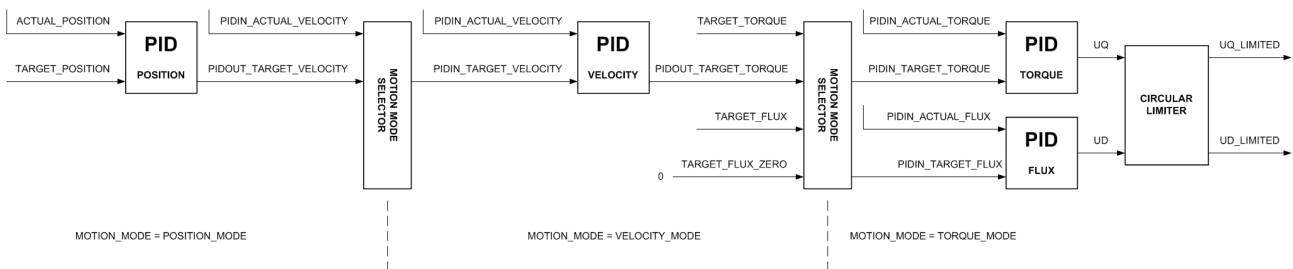 ACTUAL_POSITION
PIDIN_ACTUAL_VELOCITY
PIDIN_ACTUAL_VELOCITY
TARGET_TORQUE
PIDIN_ACTUAL_TORQUE
PID
POSITION
PID
VELOCITY
PID
TORQUE
UQ
UQ_LIMITED
TARGET_POSITION
PIDOUT_TARGET_VELOCITY
MOTION MODE
SELECTOR
PIDIN_TARGET_VELOCITY
PIDOUT_TARGET_TORQUE
MOTION MODE
SELECTOR
PIDIN_TARGET_TORQUE
CIRCULAR
LIMITER
TARGET_FLUX
PIDIN_ACTUAL_FLUX
PID
FLUX
UD
UD_LIMITED
0
TARGET_FLUX_ZERO
PIDIN_TARGET_FLUX
MOTION_MODE = POSITION_MODE
MOTION_MODE = VELOCITY_MODE
MOTION_MODE = TORQUE_MODE